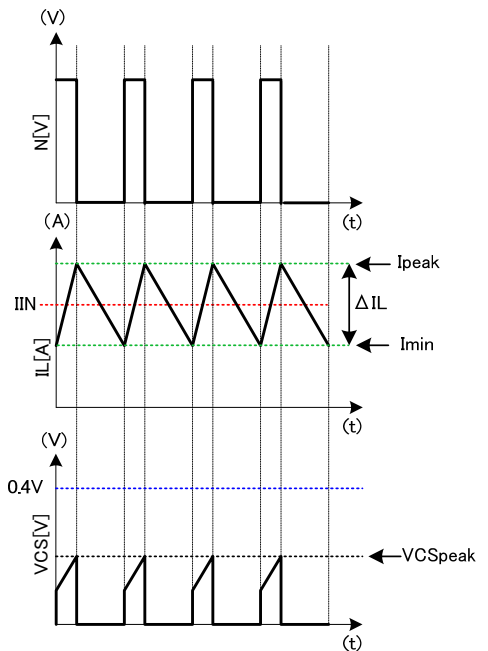 (V)
N[V]
(t)
(A)
Ipeak
IIN
ΔIL
Imin
IL[A]
(t)
(V)
0.4V
VCS[V]
VCSpeak
(t)